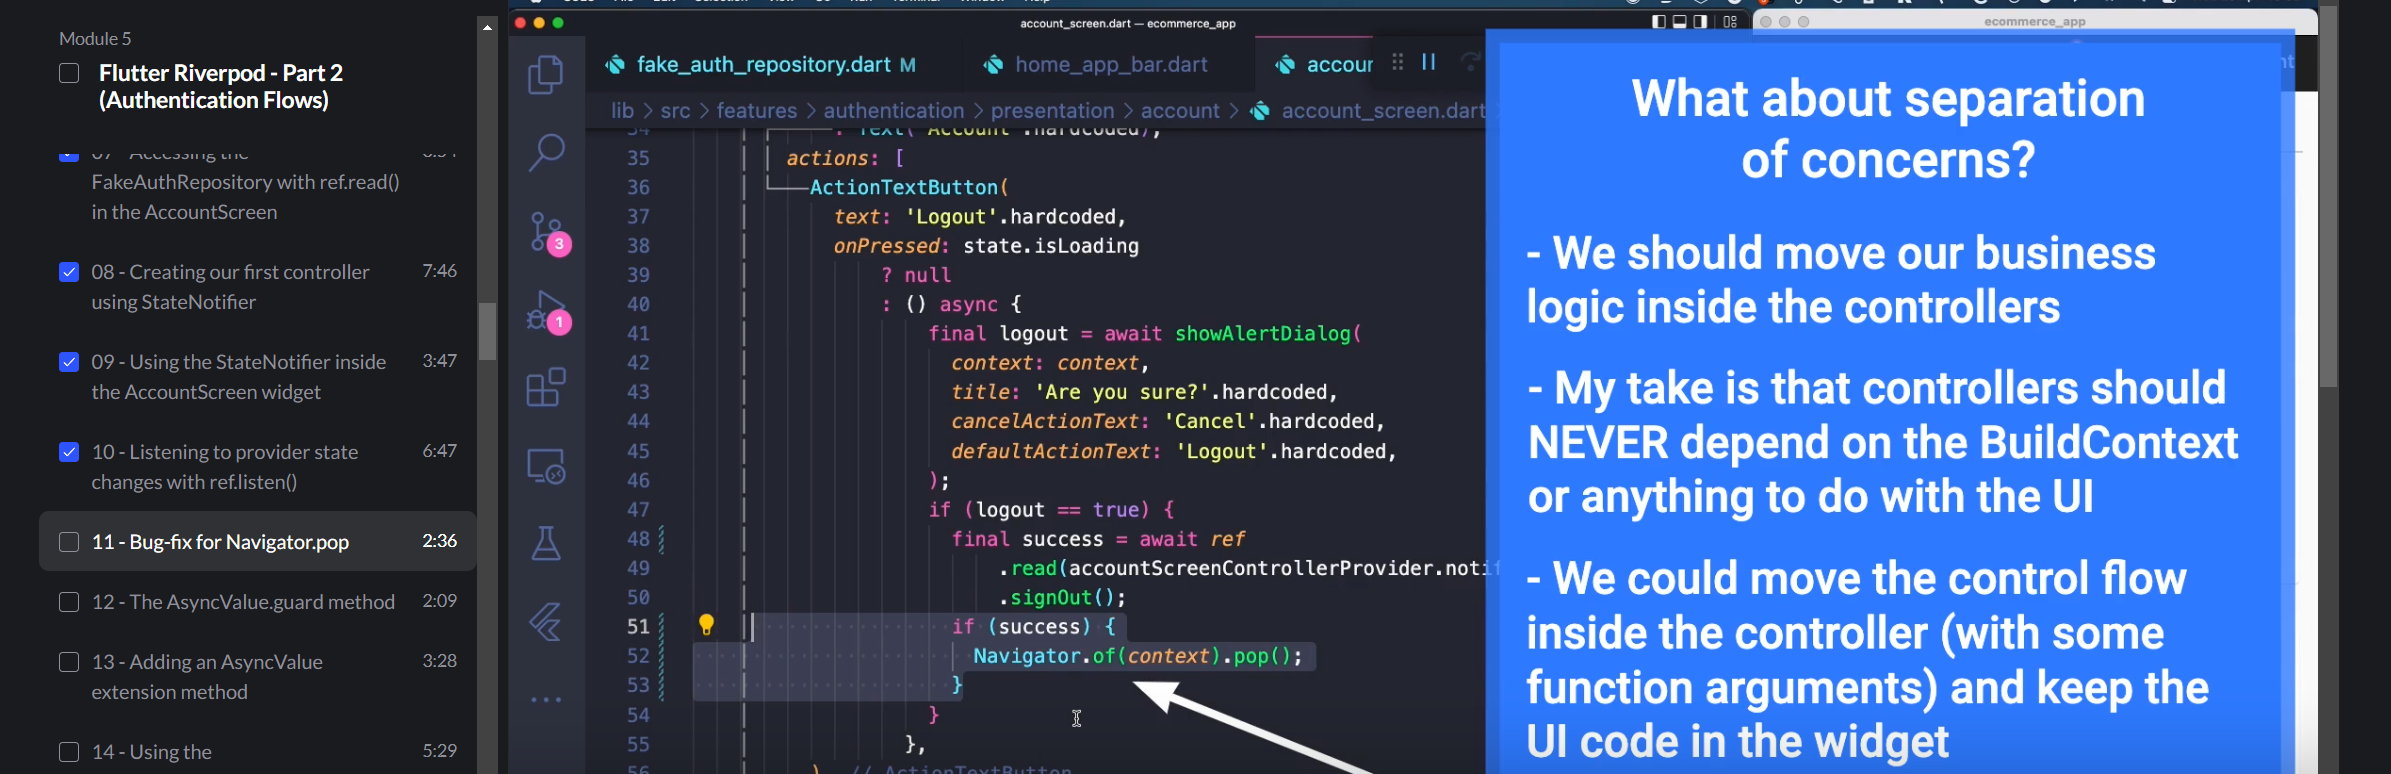 Module 5
Flutter Riverpod - Part 2
(Authentication Flows)
07 - Accessing the
FakeAuthRepository with ref.read()
in the AccountScreen
08 - Creating our first controller
using StateNotifier
7:46
09 - Using the StateNotifier inside
the AccountScreen widget
3:47
10 - Listening to provider state
changes with ref.listen()
6:47
11 - Bug-fix for Navigator.pop
2:36
12 - The AsyncValue.guard method
2:09
13 - Adding an AsyncValue
extension method
3:28
14 - Using the
5:29
account_screen.dart — ecommerce_app
ecommerce_app
fake_auth_repository.dart M
home_app_bar.dart
accour
lib > src > features > authentication > presentation > account > account_screen.dart
3
1
34 : Text( 'Account'.hardcoded),
35 actions: [
36 ActionTextButton(
37 text: 'Logout'.hardcoded,
38 onPressed: state.isLoading
39 ? null
40 : () async {
41 final logout = await showAlertDialog(
42 context: context,
43 title: 'Are you sure?'.hardcoded,
44 cancelActionText: 'Cancel'.hardcoded,
45 defaultActionText: 'Logout'.hardcoded,
46 );
47 if (logout == true) {
48 final success = await ref
49 .read(accountScreenControllerProvider.notif
50 .signOut();
51 if (success) {
52 Navigator.of(context).pop();
53 }
54 }
55 },
56 ) // ActionTextButton
What about separation
of concerns?
- We should move our business
logic inside the controllers
- My take is that controllers should
NEVER depend on the BuildContext
or anything to do with the UI
- We could move the control flow
inside the controller (with some
function arguments) and keep the
UI code in the widget